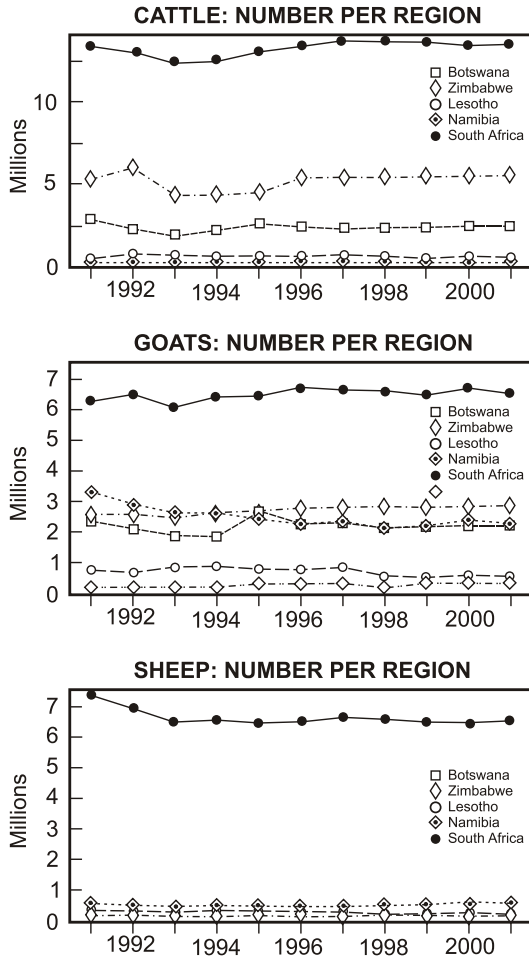 CATTLE: NUMBER PER REGION
Millions
10
5
0
Botswana
Zimbabwe
Lesotho
Namibia
South Africa
1992 1994 1996 1998 2000
GOATS: NUMBER PER REGION
Millions
7
6
5
4
3
2
1
0
Botswana
Zimbabwe
Lesotho
Namibia
South Africa
1992 1994 1996 1998 2000
SHEEP: NUMBER PER REGION
Millions
7
6
5
4
3
2
1
0
Botswana
Zimbabwe
Lesotho
Namibia
South Africa
1992 1994 1996 1998 2000